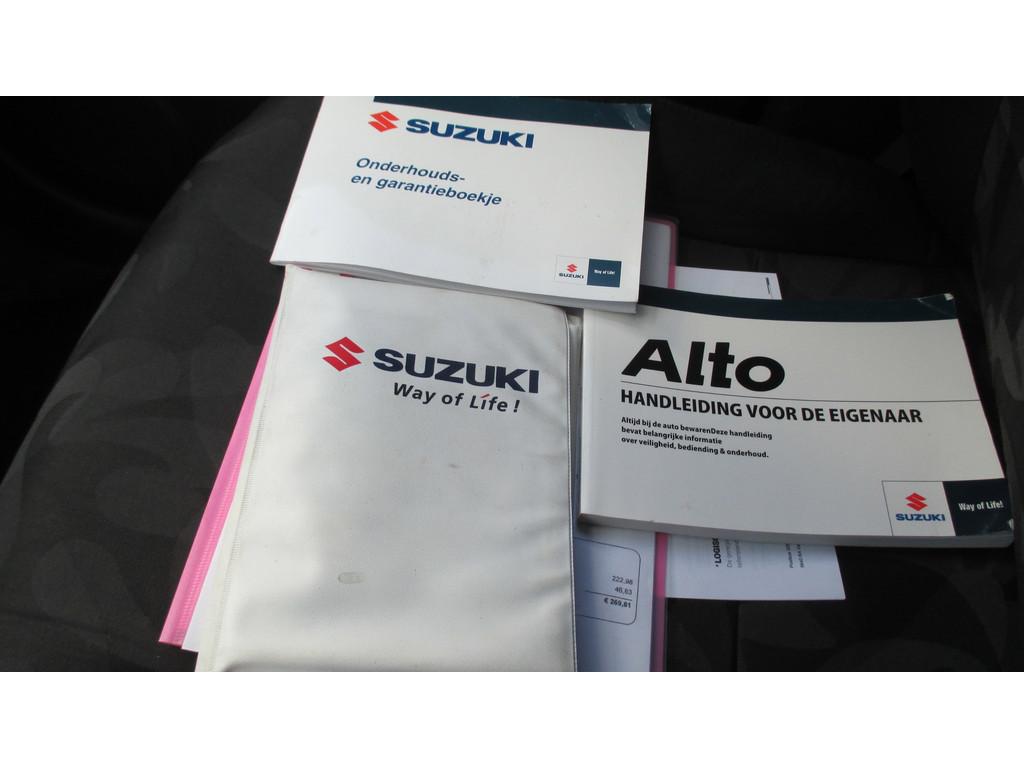 SUZUKI
Onderhouds-
en garantieboekje
SUZUKI
Way of Life!
SUZUKI
Way of Life!
Alto
HANDLEIDING VOOR DE EIGENAAR
Altijd bij de auto bewarenDeze handleiding
bevat belangrijke informatie
over veiligheid, bediening & onderhoud.
SUZUKI
Way of Life!
222,98
46,83
€ 269,81